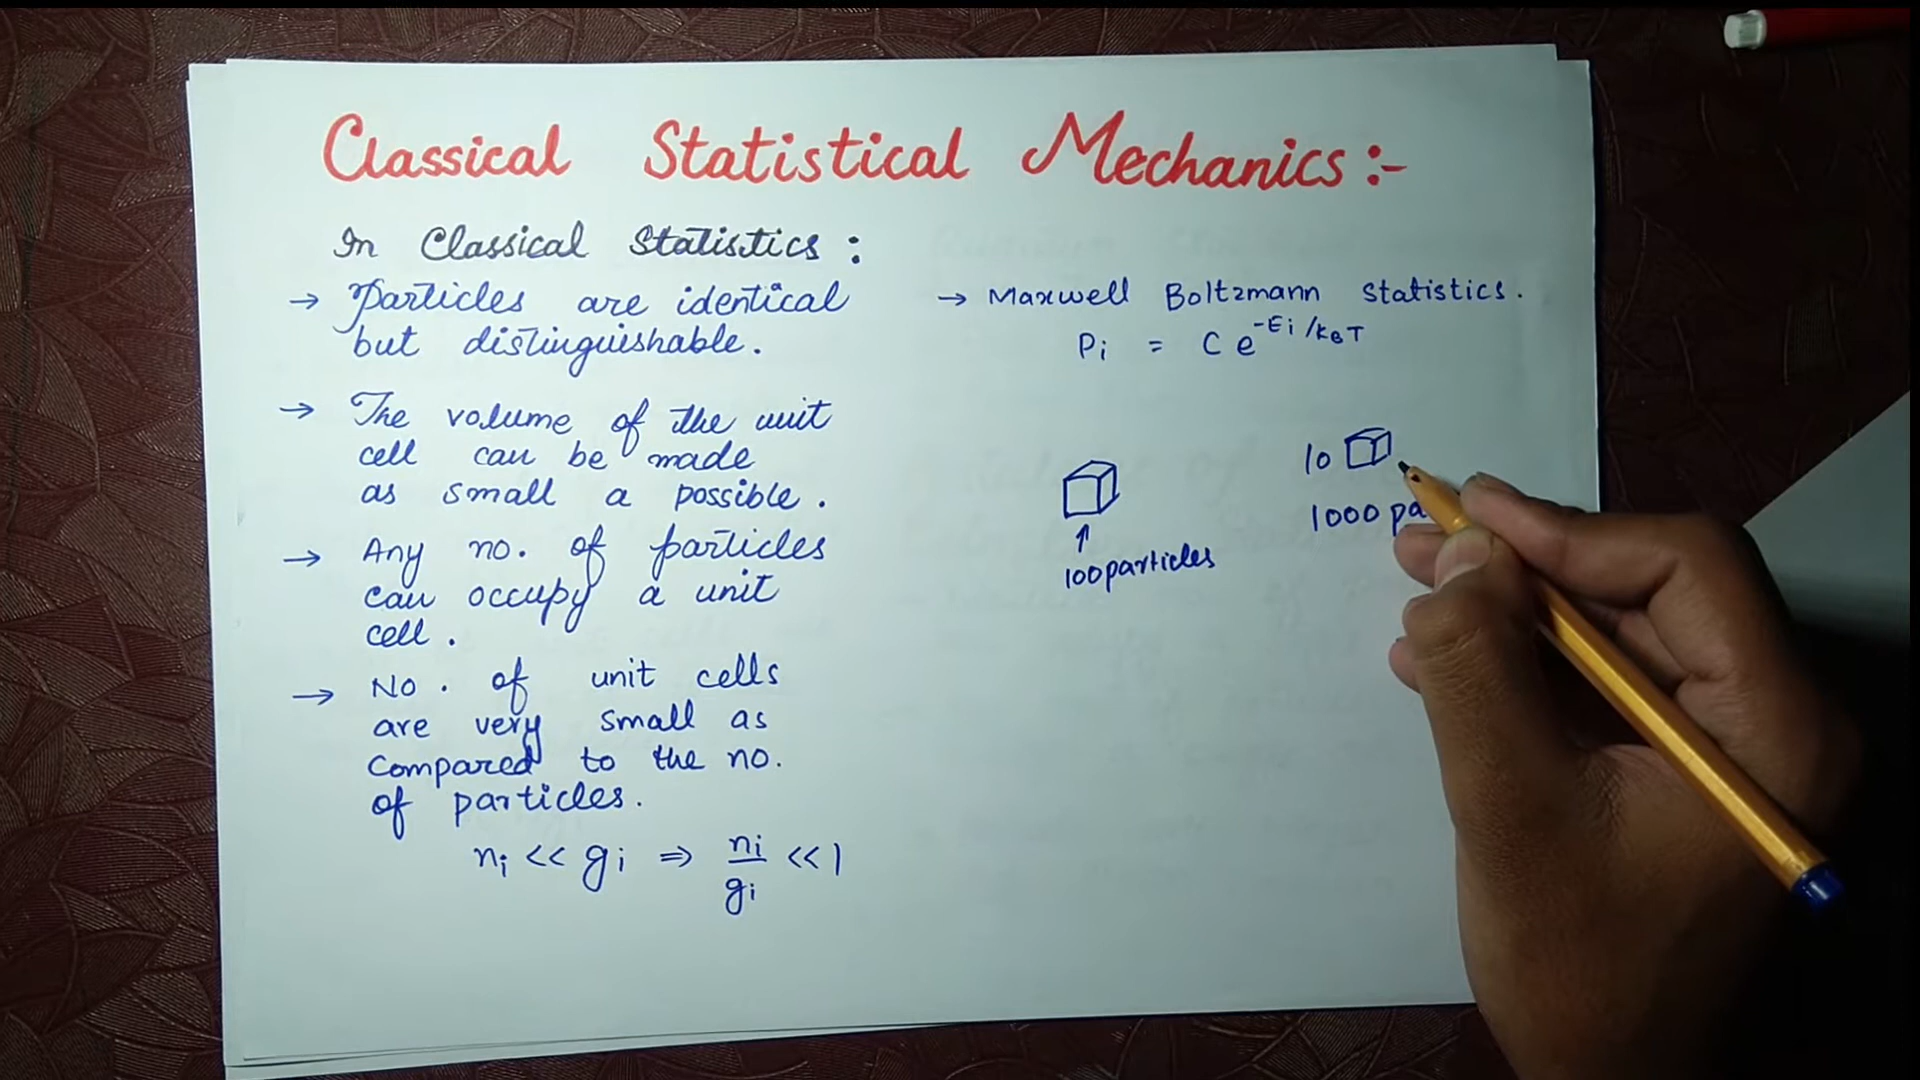 Classical Statistical Mechanics:-
In Classical Statistics:
→ Particles are identical
but distinguishable.
→ The volume of the unit
cell can be made
as small a possible.
→ Any no. of particles
can occupy a unit
cell.
→ No. of unit cells
are very small as
compared to the no.
of particles.
ni << gi ⇒ ni/gi <<1
→ Maxwell Boltzmann Statistics.
Pi = C e^-Ei/kBT
10
1000 pa
↑
100 particles